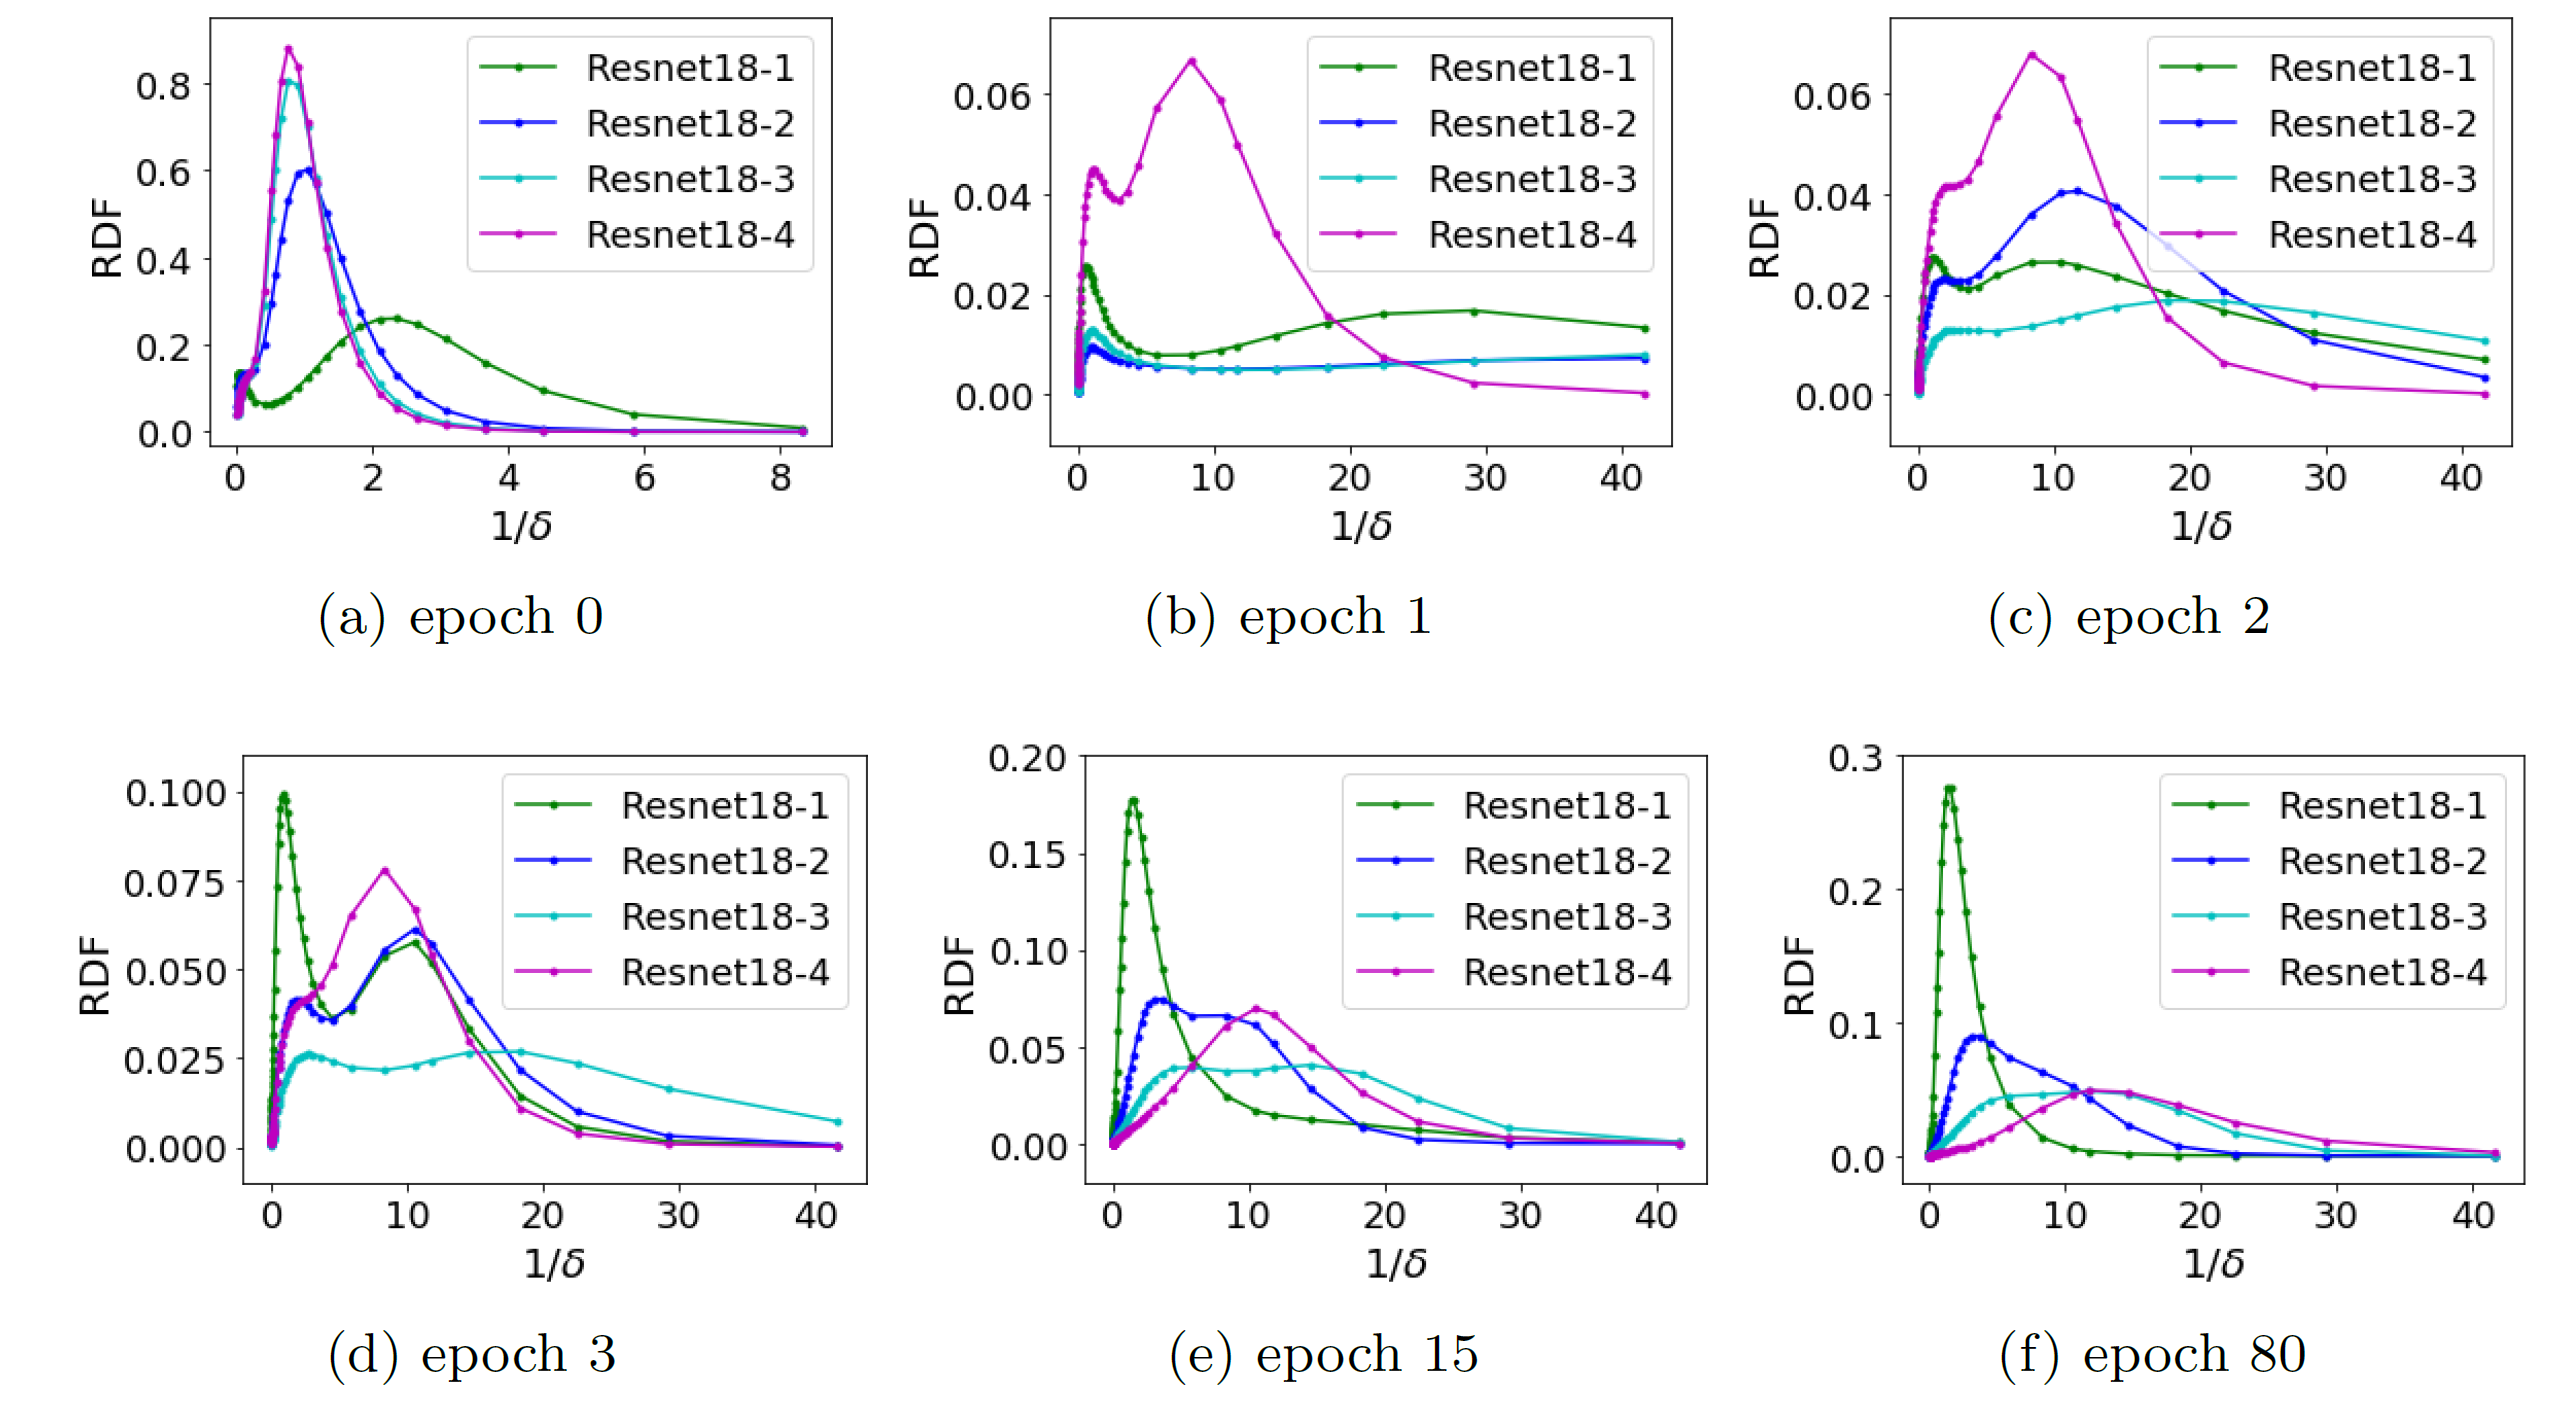 RDF
0.8
0.6
0.4
0.2
0.0
0 2 4 6 8
1/δ
Resnet18-1
Resnet18-2
Resnet18-3
Resnet18-4
(a) epoch 0
RDF
0.06
0.04
0.02
0.00
0 10 20 30 40
1/δ
Resnet18-1
Resnet18-2
Resnet18-3
Resnet18-4
(b) epoch 1
RDF
0.06
0.04
0.02
0.00
0 10 20 30 40
1/δ
Resnet18-1
Resnet18-2
Resnet18-3
Resnet18-4
(c) epoch 2
RDF
0.100
0.075
0.050
0.025
0.000
0 10 20 30 40
1/δ
Resnet18-1
Resnet18-2
Resnet18-3
Resnet18-4
(d) epoch 3
RDF
0.20
0.15
0.10
0.05
0.00
0 10 20 30 40
1/δ
Resnet18-1
Resnet18-2
Resnet18-3
Resnet18-4
(e) epoch 15
RDF
0.3
0.2
0.1
0.0
0 10 20 30 40
1/δ
Resnet18-1
Resnet18-2
Resnet18-3
Resnet18-4
(f) epoch 80